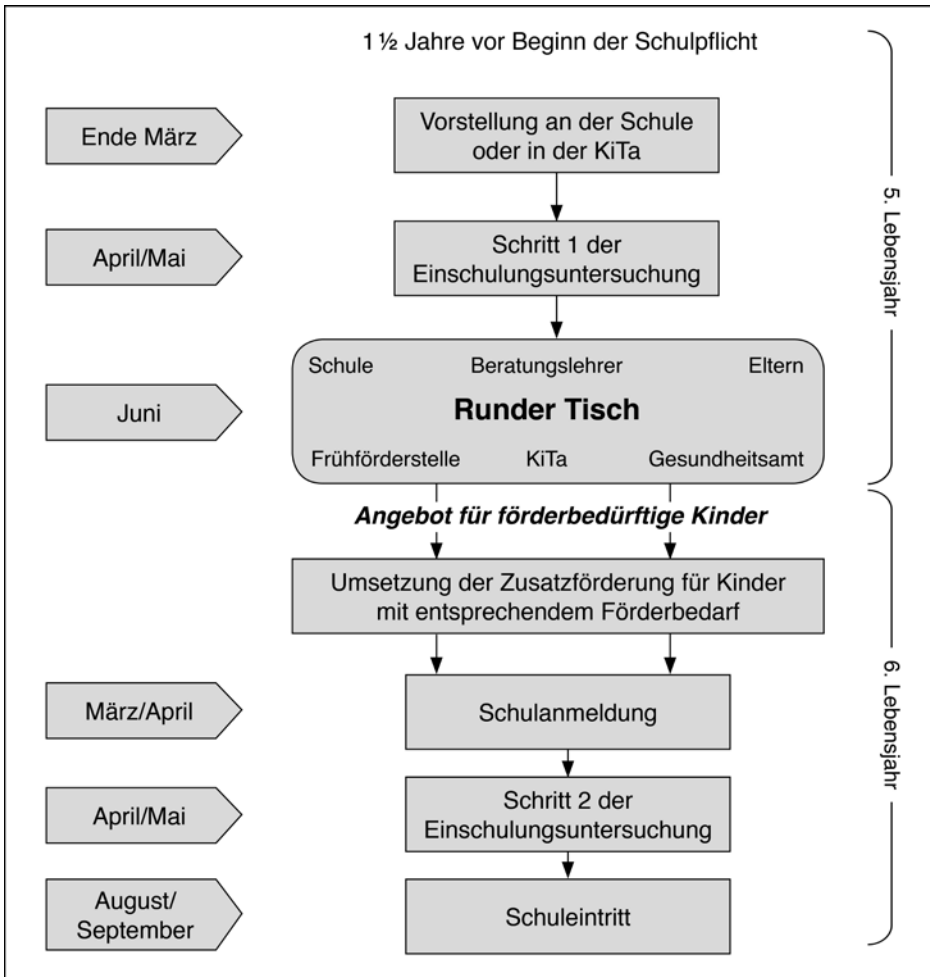 1 ½ Jahre vor Beginn der Schulpflicht
Ende März
Vorstellung an der Schule
oder in der KiTa
April/Mai
Schritt 1 der
Einschulungsuntersuchung
5. Lebensjahr
Schule Beratungslehrer Eltern
Juni
Runder Tisch
Frühförderstelle KiTa Gesundheitsamt
Angebot für förderbedürftige Kinder
Umsetzung der Zusatzförderung für Kinder
mit entsprechendem Förderbedarf
6. Lebensjahr
März/April
Schulanmeldung
April/Mai
Schritt 2 der
Einschulungsuntersuchung
August/
September
Schuleintritt